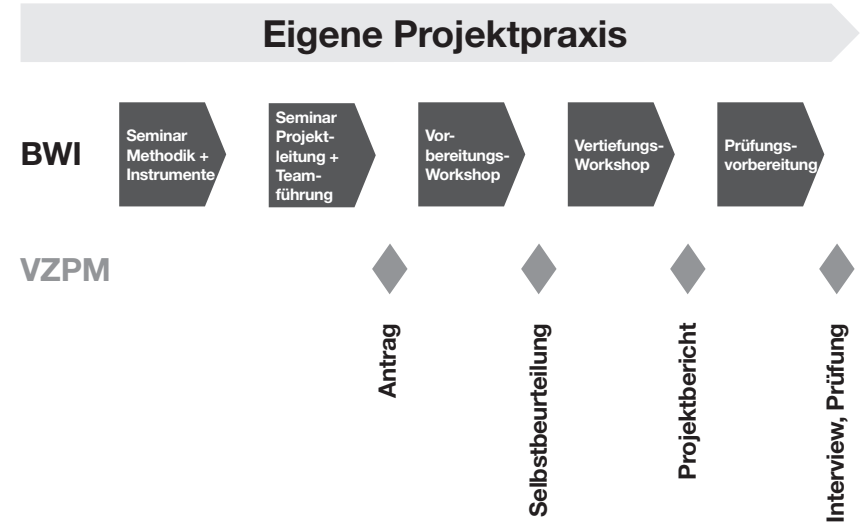 Eigene Projektpraxis
BWI
Seminar
Methodik +
Instrumente
Seminar
Projekt-
leitung +
Team-
führung
Vor-
bereitungs-
Workshop
Vertiefungs-
Workshop
Prüfungs-
vorbereitung
VZPM
Antrag
Selbstbeurteilung
Projektbericht
Interview, Prüfung